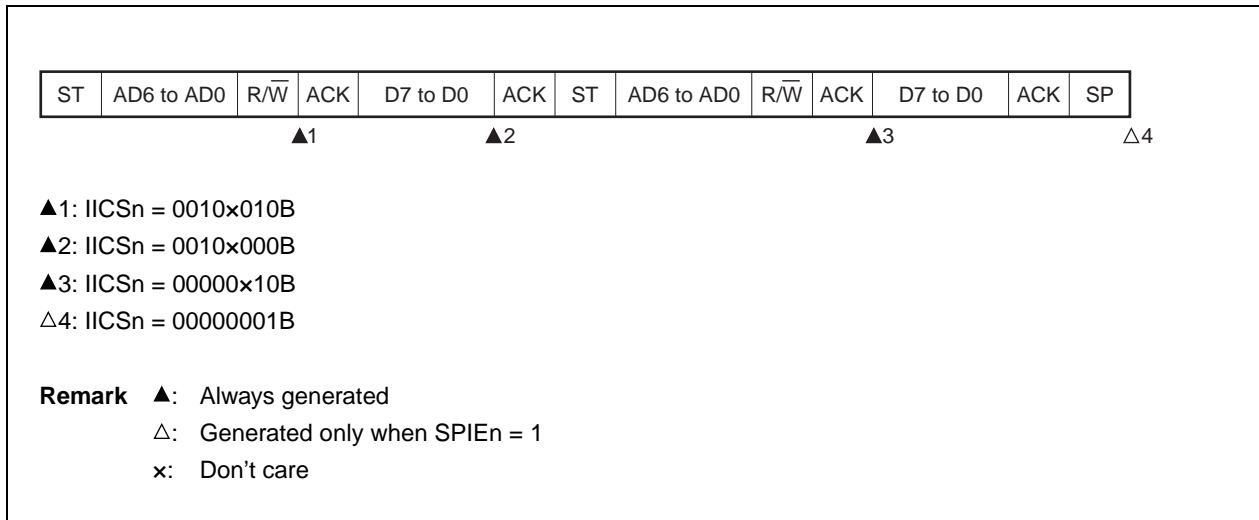 ST AD6 to AD0 R/W̅ ACK D7 to D0 ACK ST AD6 to AD0 R/W̅ ACK D7 to D0 ACK SP
▲1 ▲2 ▲3 △4
▲1: IICSn = 0010×010B
▲2: IICSn = 0010×000B
▲3: IICSn = 00000×10B
△4: IICSn = 00000001B
Remark ▲: Always generated
△: Generated only when SPIEn = 1
×: Don't care